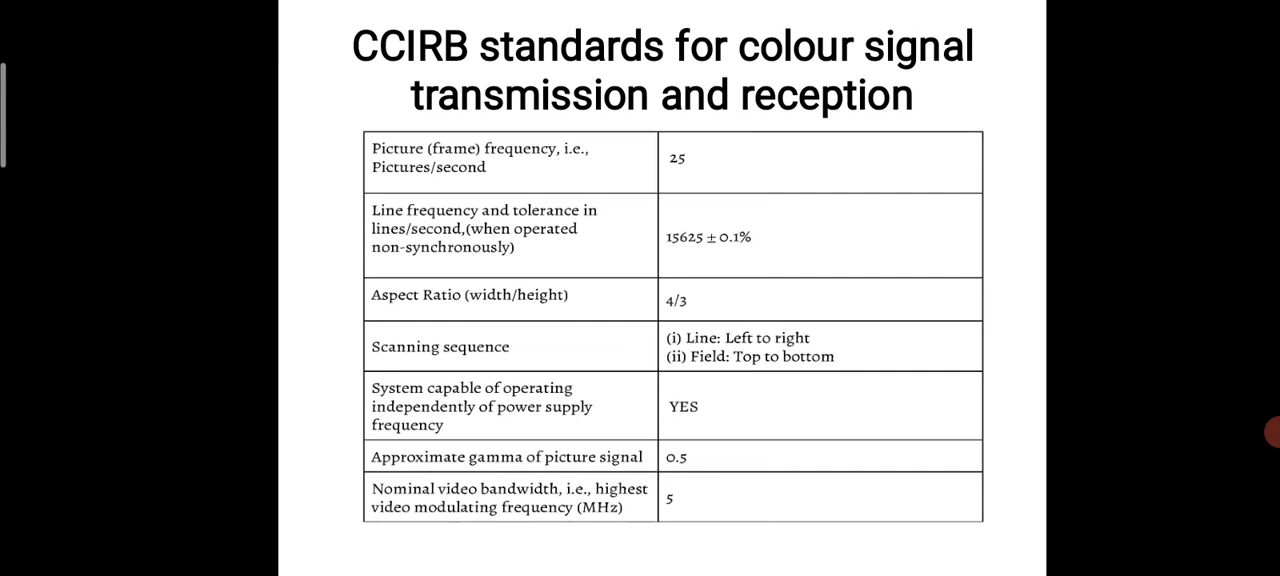 CCIRB standards for colour signal
transmission and reception
Picture (frame) frequency, i.e.,
Pictures/second
25
Line frequency and tolerance in
lines/second,(when operated
non-synchronously)
15625 ± 0.1%
Aspect Ratio (width/height)
4/3
Scanning sequence
(i) Line: Left to right
(ii) Field: Top to bottom
System capable of operating
independently of power supply
frequency
YES
Approximate gamma of picture signal
0.5
Nominal video bandwidth, i.e., highest
video modulating frequency (MHz)
5